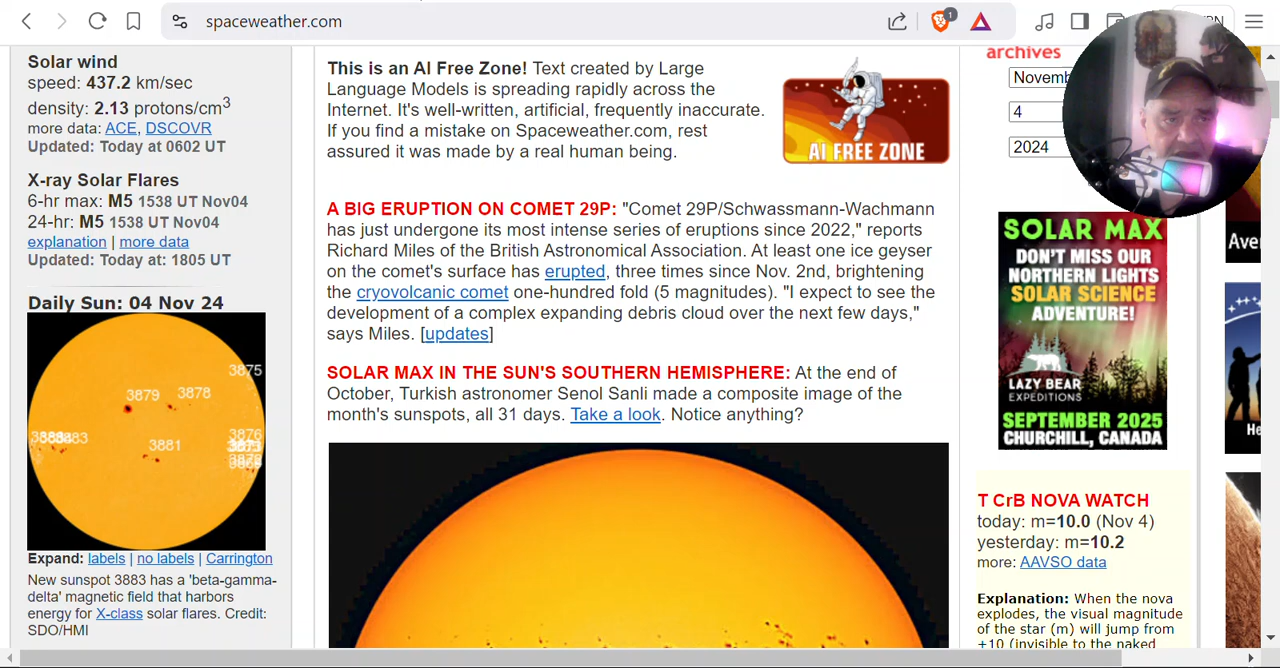 spaceweather.com
1
PN
Solar wind
speed: 437.2 km/sec
density: 2.13 protons/cm3
more data: ACE, DSCOVR
Updated: Today at 0602 UT
X-ray Solar Flares
6-hr max: M5 1538 UT Nov04
24-hr: M5 1538 UT Nov04
explanation | more data
Updated: Today at: 1805 UT
Daily Sun: 04 Nov 24
3875
3879
3878
3876
3881
Expand: labels | no labels | Carrington
New sunspot 3883 has a 'beta-gamma-
delta' magnetic field that harbors
energy for X-class solar flares. Credit:
SDO/HMI
This is an AI Free Zone! Text created by Large
Language Models is spreading rapidly across the
Internet. It's well-written, artificial, frequently inaccurate.
If you find a mistake on Spaceweather.com, rest
assured it was made by a real human being.
AI FREE ZONE
A BIG ERUPTION ON COMET 29P: "Comet 29P/Schwassmann-Wachmann
has just undergone its most intense series of eruptions since 2022," reports
Richard Miles of the British Astronomical Association. At least one ice geyser
on the comet's surface has erupted, three times since Nov. 2nd, brightening
the cryovolcanic comet one-hundred fold (5 magnitudes). "I expect to see the
development of a complex expanding debris cloud over the next few days,"
says Miles. [updates]
SOLAR MAX IN THE SUN'S SOUTHERN HEMISPHERE: At the end of
October, Turkish astronomer Senol Sanli made a composite image of the
month's sunspots, all 31 days. Take a look. Notice anything?
archives
Novemb
4
2024
SOLAR MAX
DON'T MISS OUR
NORTHERN LIGHTS
SOLAR SCIENCE
ADVENTURE!
LAZY BEAR
EXPEDITIONS
SEPTEMBER 2025
CHURCHILL, CANADA
T CrB NOVA WATCH
today: m=10.0 (Nov 4)
yesterday: m=10.2
more: AAVSO data
Explanation: When the nova
explodes, the visual magnitude
of the star (m) will jump from
+10 (invisible to the naked
Aver
He